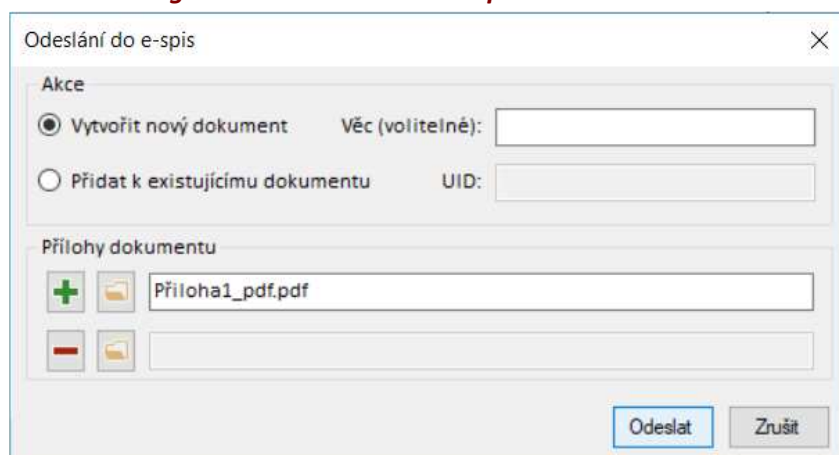 Odeslání do e-spis
Akce
Vytvořit nový dokument Věc (volitelné):
Přidat k existujícímu dokumentu UID:
Přílohy dokumentu
Příloha1_pdf.pdf
Odeslat Zrušit